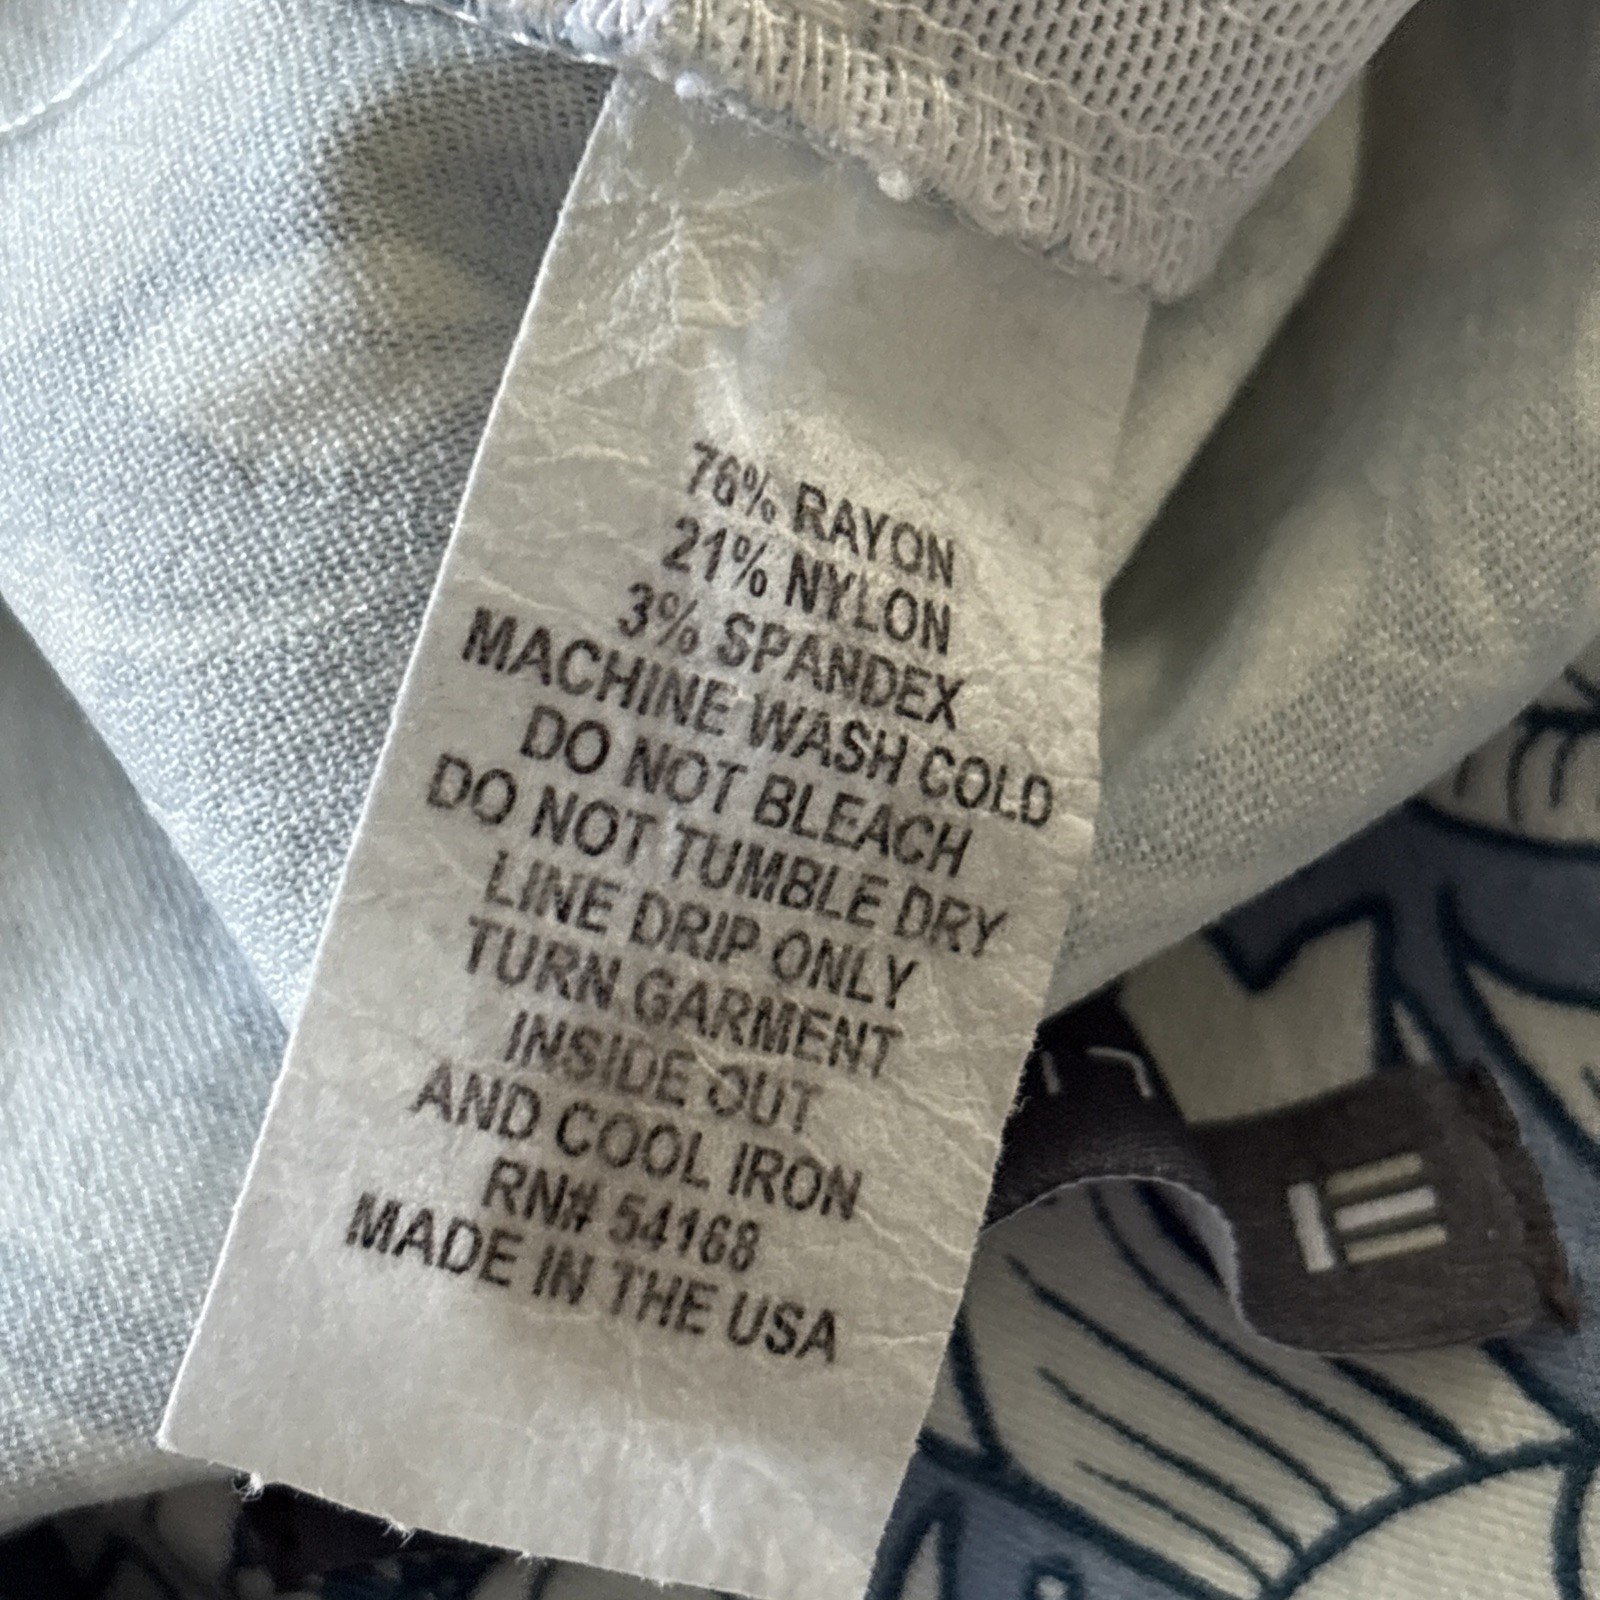 76% RAYON
21% NYLON
3% SPANDEX
MACHINE WASH COLD
DO NOT BLEACH
DO NOT TUMBLE DRY
LINE DRIP ONLY
TURN GARMENT
INSIDE OUT
AND COOL IRON
RN# 54168
MADE IN THE USA